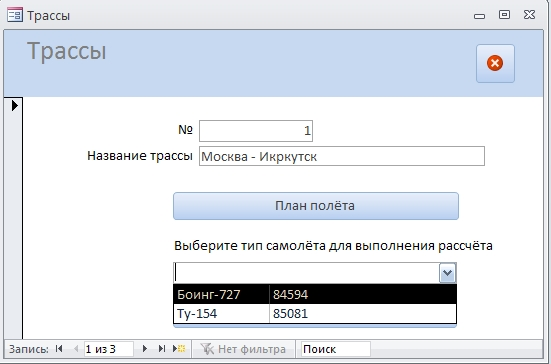 Трассы
Трассы
№ 1
Название трассы Москва - Икркутск
План полёта
Выберите тип самолёта для выполнения рассчёта
Боинг-727 84594
Ту-154 85081
Запись: 1 из 3 Нет фильтра Поиск